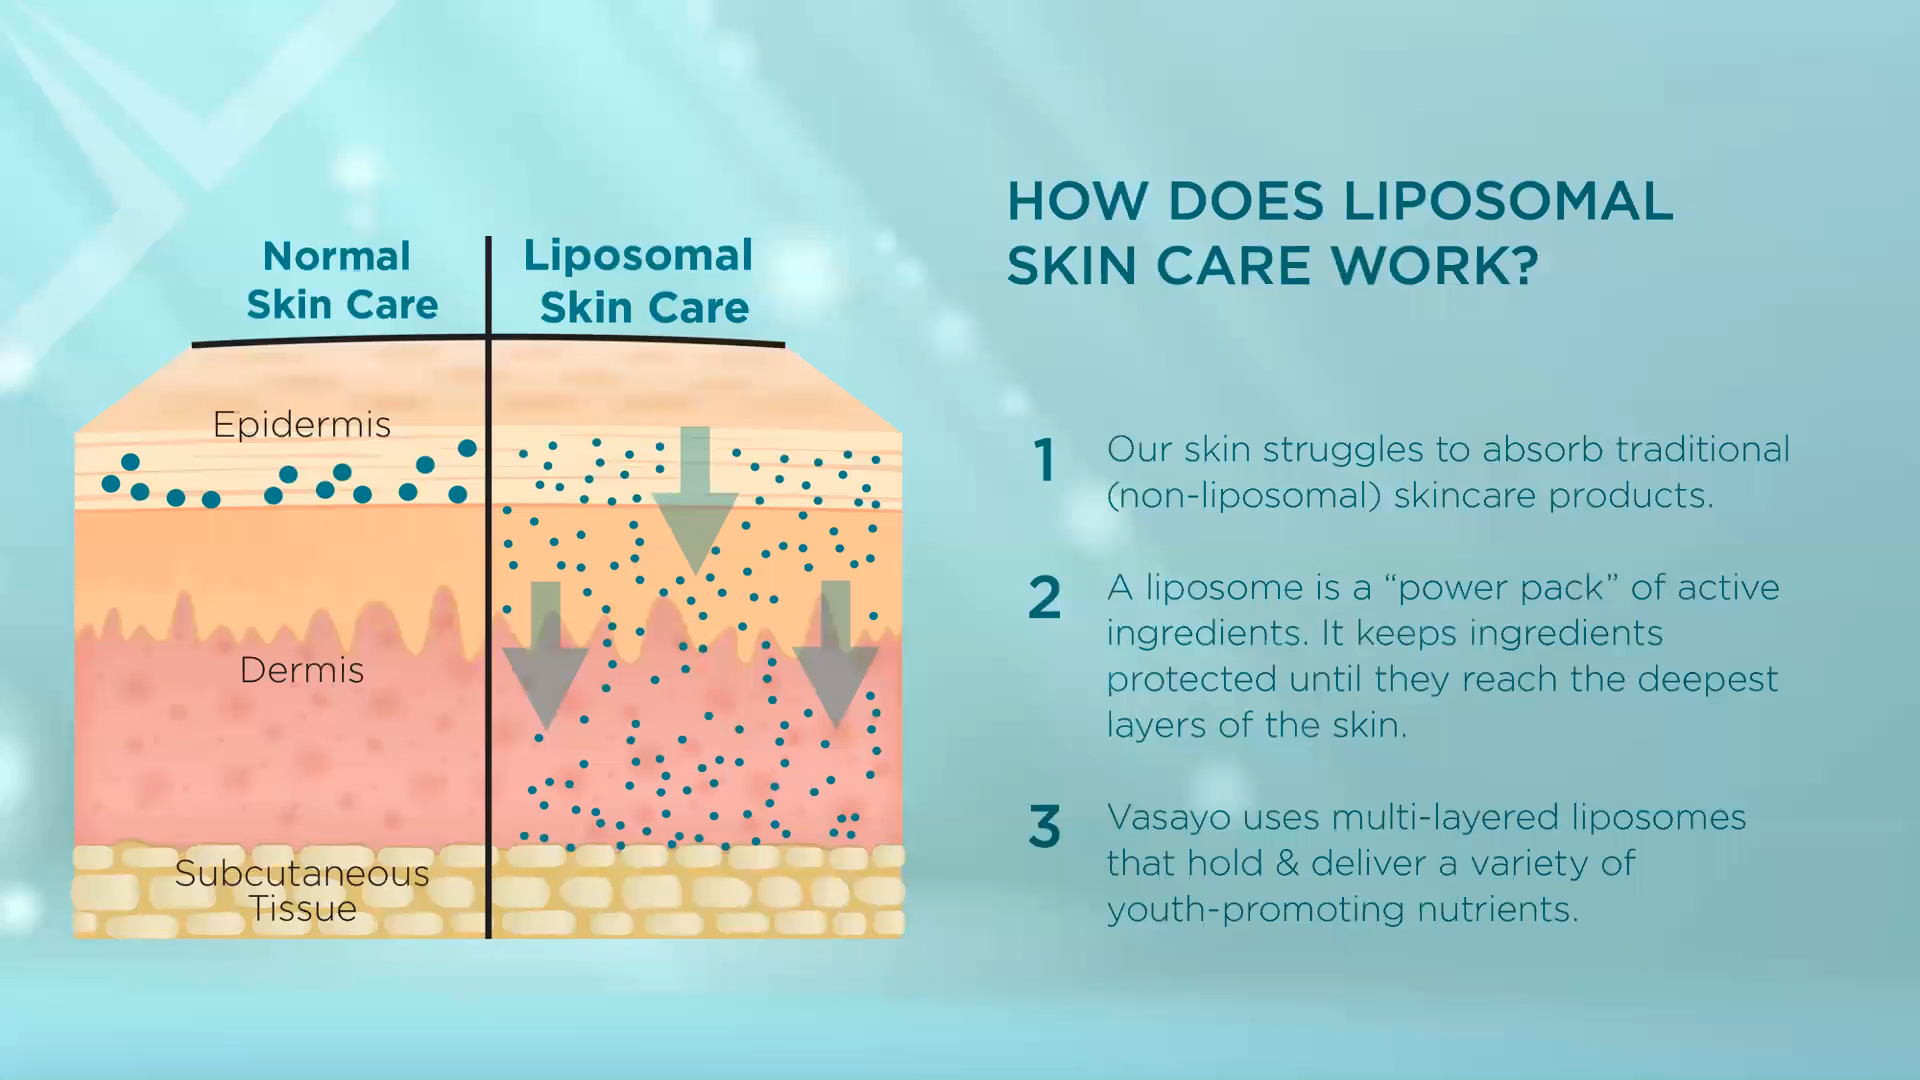 Normal
Skin Care
Liposomal
Skin Care
Epidermis
Dermis
Subcutaneous
Tissue
HOW DOES LIPOSOMAL
SKIN CARE WORK?
1
Our skin struggles to absorb traditional
(non-liposomal) skincare products.
2
A liposome is a “power pack” of active
ingredients. It keeps ingredients
protected until they reach the deepest
layers of the skin.
3
Vasayo uses multi-layered liposomes
that hold & deliver a variety of
youth-promoting nutrients.